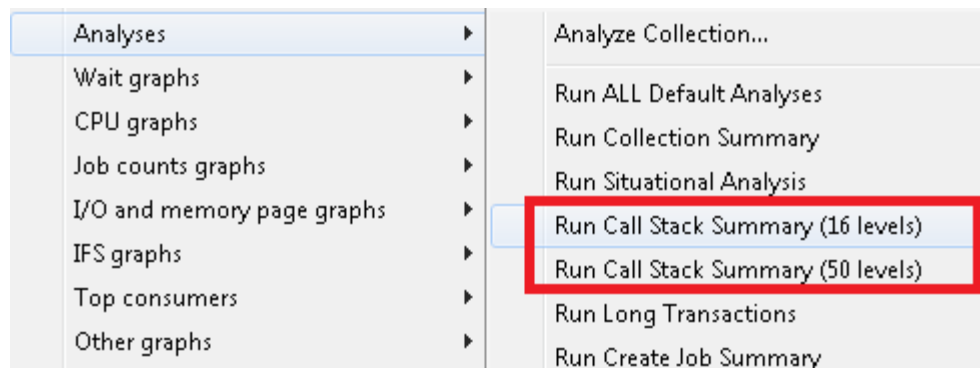 Analyses
Wait graphs
CPU graphs
Job counts graphs
I/O and memory page graphs
IFS graphs
Top consumers
Other graphs
Analyze Collection...
Run ALL Default Analyses
Run Collection Summary
Run Situational Analysis
Run Call Stack Summary (16 levels)
Run Call Stack Summary (50 levels)
Run Long Transactions
Run Create Job Summary